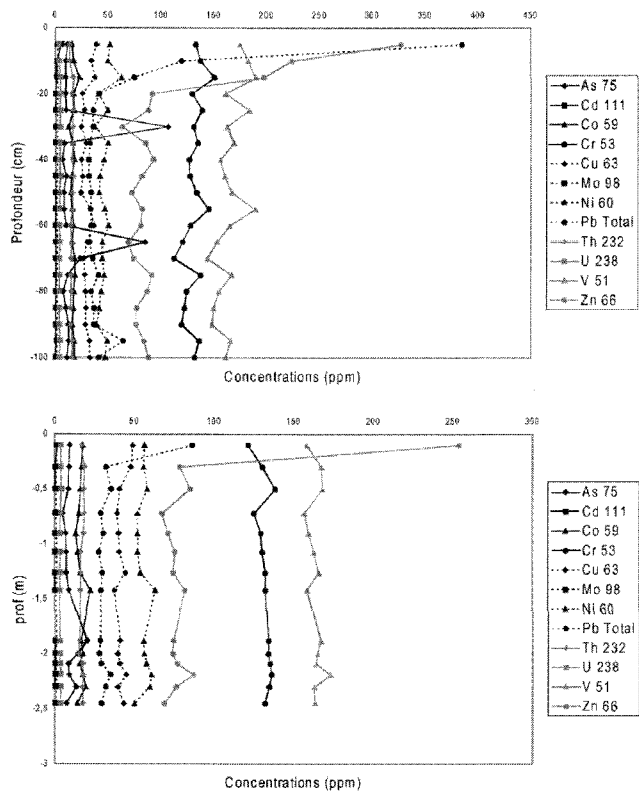 0 50 100 150 200 250 300 350 400 450
0
-20
-40
-60
-80
-100
Profondeur (cm)
Concentrations (ppm)
As 75
Cd 111
Co 59
Cr 53
Cu 63
Mo 98
Ni 60
Pb Total
Th 232
U 238
V 51
Zn 66
0 50 100 150 200 250 300
0
-0,5
-1
-1,5
-2
-2,5
-3
prof (m)
Concentrations (ppm)
As 75
Cd 111
Co 59
Cr 53
Cu 63
Mo 98
Ni 60
Pb Total
Th 232
U 238
V 51
Zn 66